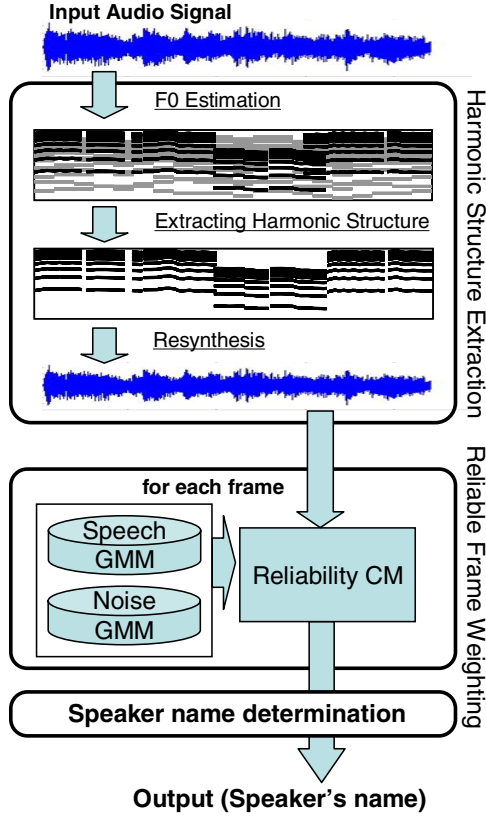 Input Audio Signal
F0 Estimation
Extracting Harmonic Structure
Resynthesis
Harmonic Structure Extraction
for each frame
Speech
GMM
Noise
GMM
Reliability CM
Reliable Frame Weighting
Speaker name determination
Output (Speaker's name)